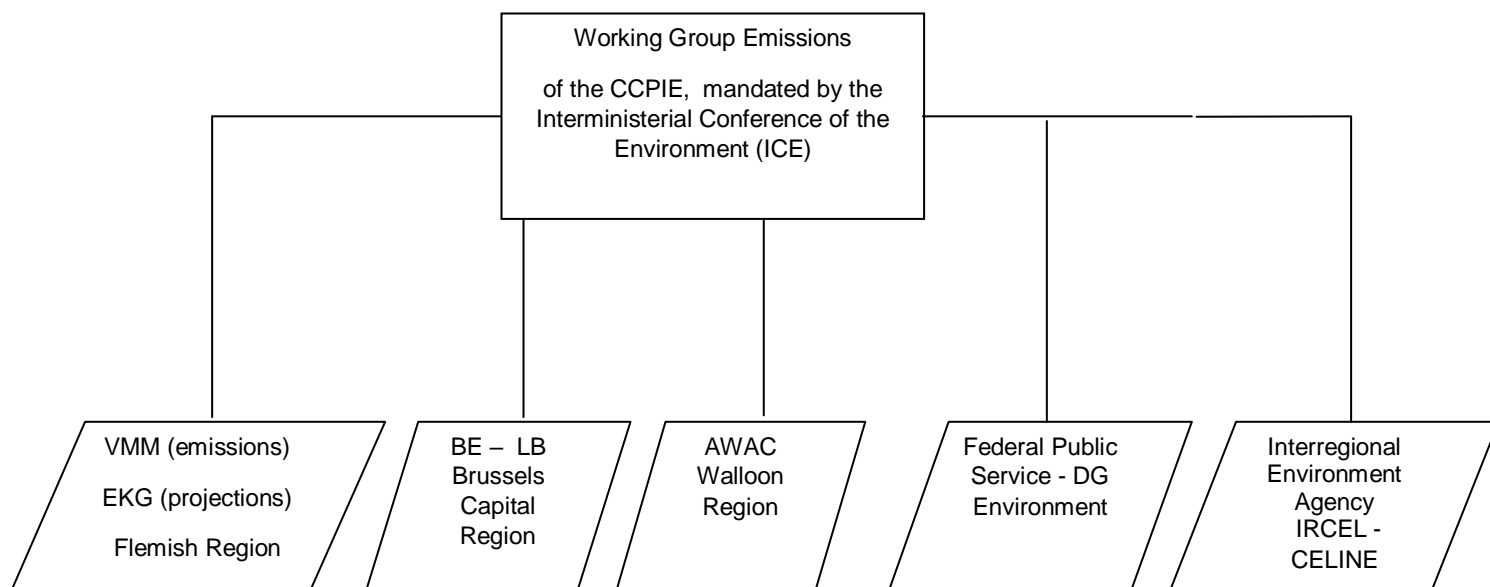 Working Group Emissions
of the CCPIE, mandated by the
Interministerial Conference of the
Environment (ICE)
VMM (emissions)
EKG (projections)
Flemish Region
BE – LB
Brussels
Capital
Region
AWAC
Walloon
Region
Federal Public
Service - DG
Environment
Interregional
Environment
Agency
IRCEL -
CELINE